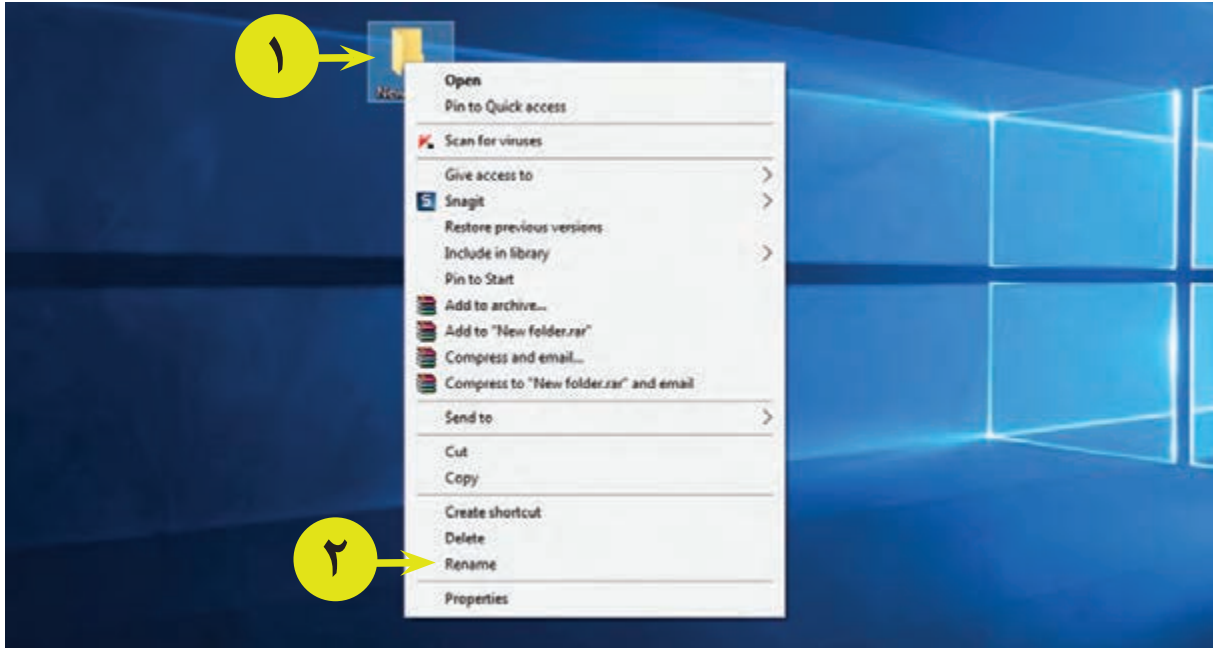 ١
New
Open
Pin to Quick access
Scan for viruses
Give access to
Snagit
Restore previous versions
Include in library
Pin to Start
Add to archive...
Add to "New folder.rar"
Compress and email...
Compress to "New folder.rar" and email
Send to
Cut
Copy
Create shortcut
Delete
٢
Rename
Properties